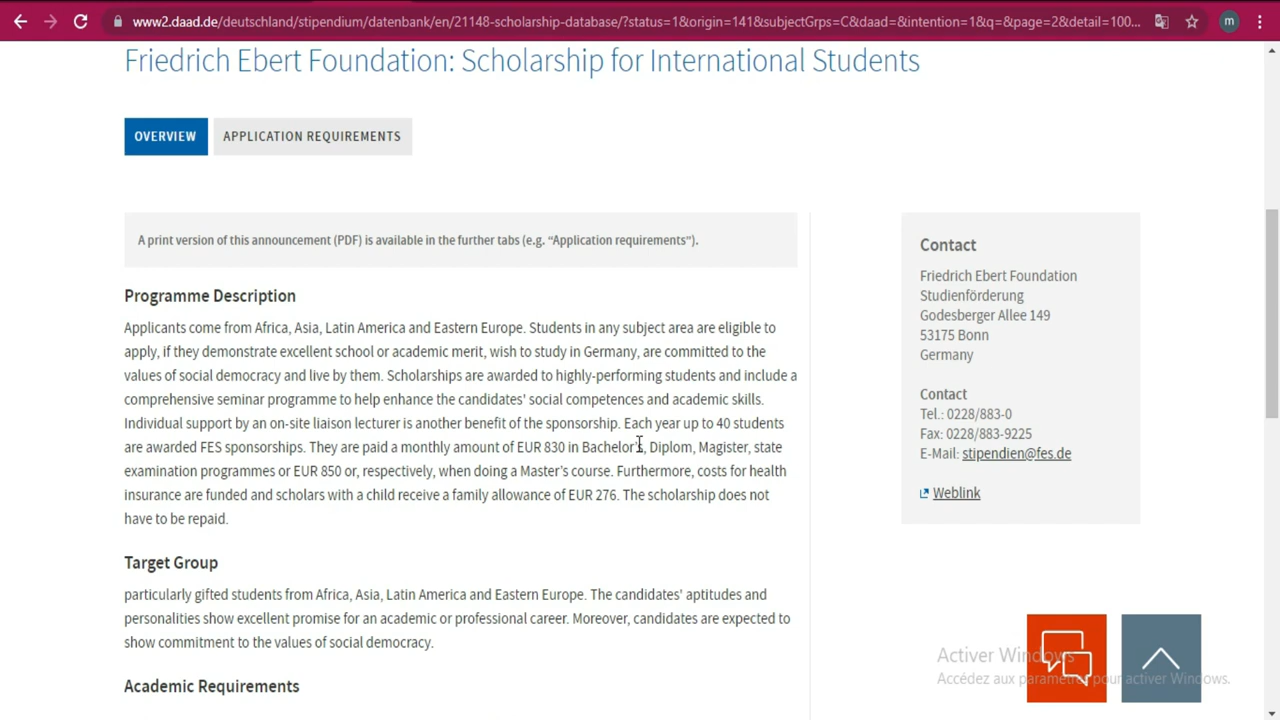 www2.daad.de/deutschland/stipendium/datenbank/en/21148-scholarship-database/?status=1&origin=141&subjectGrps=C&daad=&intention=1&q=&page=2&detail=100...
m
Friedrich Ebert Foundation: Scholarship for International Students
OVERVIEW
APPLICATION REQUIREMENTS
A print version of this announcement (PDF) is available in the further tabs (e.g. “Application requirements”).
Programme Description
Applicants come from Africa, Asia, Latin America and Eastern Europe. Students in any subject area are eligible to
apply, if they demonstrate excellent school or academic merit, wish to study in Germany, are committed to the
values of social democracy and live by them. Scholarships are awarded to highly-performing students and include a
comprehensive seminar programme to help enhance the candidates’ social competences and academic skills.
Individual support by an on-site liaison lecturer is another benefit of the sponsorship. Each year up to 40 students
are awarded FES sponsorships. They are paid a monthly amount of EUR 830 in Bachelor’s, Diplom, Magister, state
examination programmes or EUR 850 or, respectively, when doing a Master’s course. Furthermore, costs for health
insurance are funded and scholars with a child receive a family allowance of EUR 276. The scholarship does not
have to be repaid.
Target Group
particularly gifted students from Africa, Asia, Latin America and Eastern Europe. The candidates’ aptitudes and
personalities show excellent promise for an academic or professional career. Moreover, candidates are expected to
show commitment to the values of social democracy.
Academic Requirements
Contact
Friedrich Ebert Foundation
Studienförderung
Godesberger Allee 149
53175 Bonn
Germany
Contact
Tel.: 0228/883-0
Fax: 0228/883-9225
E-Mail: stipendien@fes.de
Weblink
Activer Windows
Accédez aux paramètres pour activer Windows.